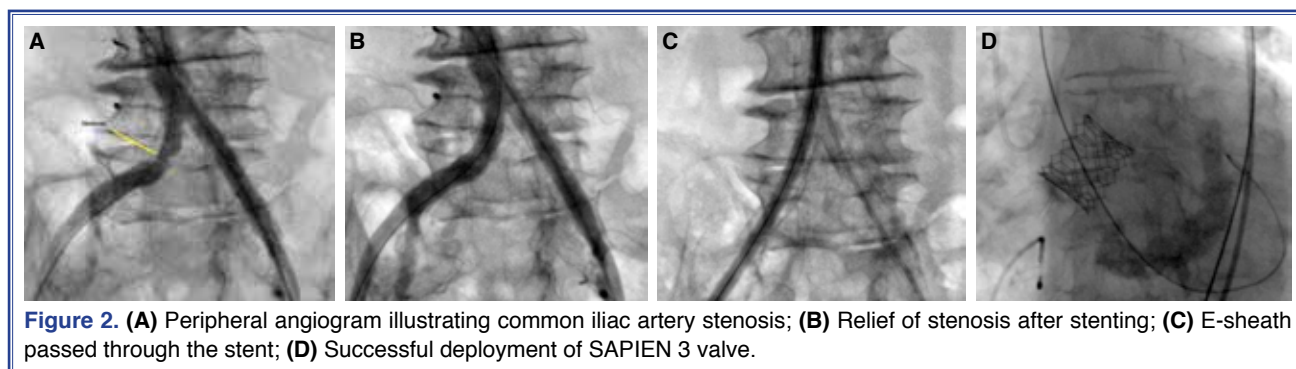 A
B
C
D
Figure 2. (A) Peripheral angiogram illustrating common iliac artery stenosis; (B) Relief of stenosis after stenting; (C) E-sheath
passed through the stent; (D) Successful deployment of SAPIEN 3 valve.